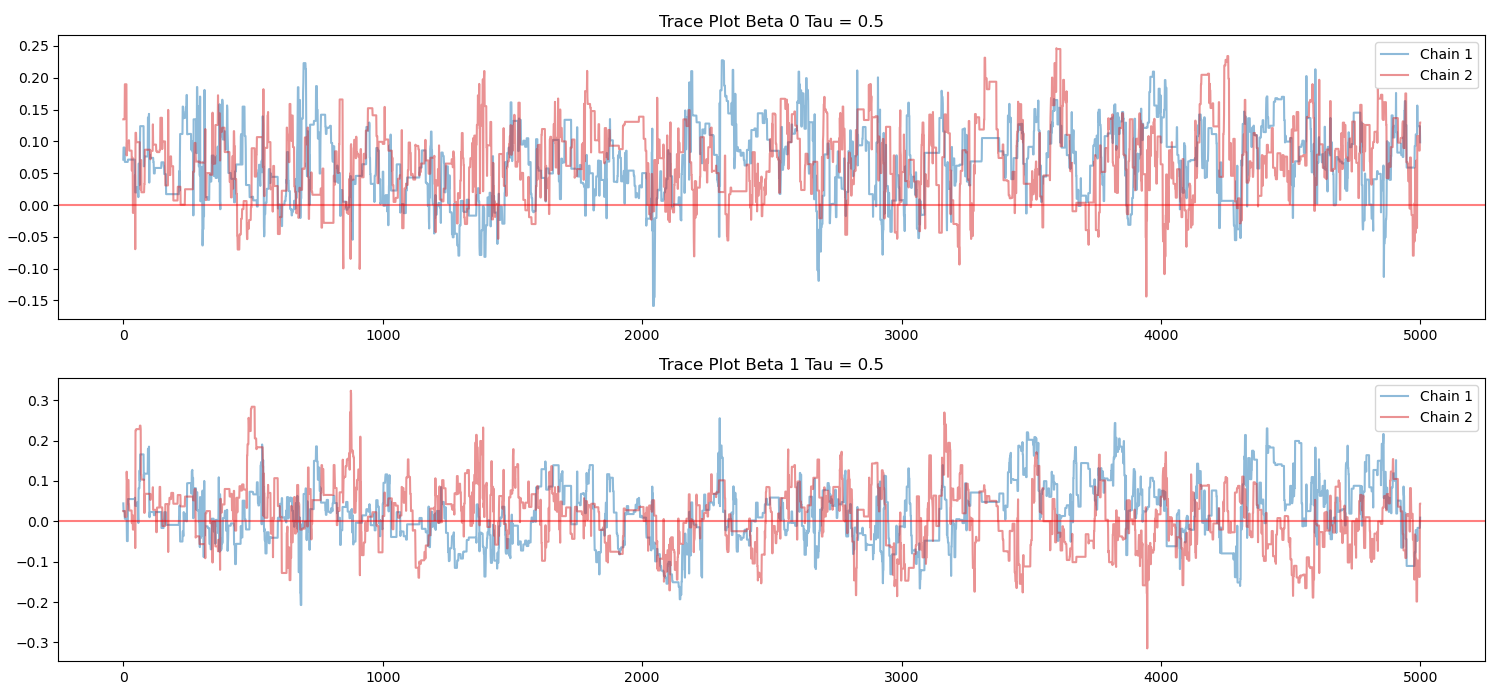 Trace Plot Beta 0 Tau = 0.5
0.25
0.20
0.15
0.10
0.05
0.00
−0.05
−0.10
−0.15
Chain 1
Chain 2
0 1000 2000 3000 4000 5000
Trace Plot Beta 1 Tau = 0.5
0.3
0.2
0.1
0.0
−0.1
−0.2
−0.3
Chain 1
Chain 2
0 1000 2000 3000 4000 5000